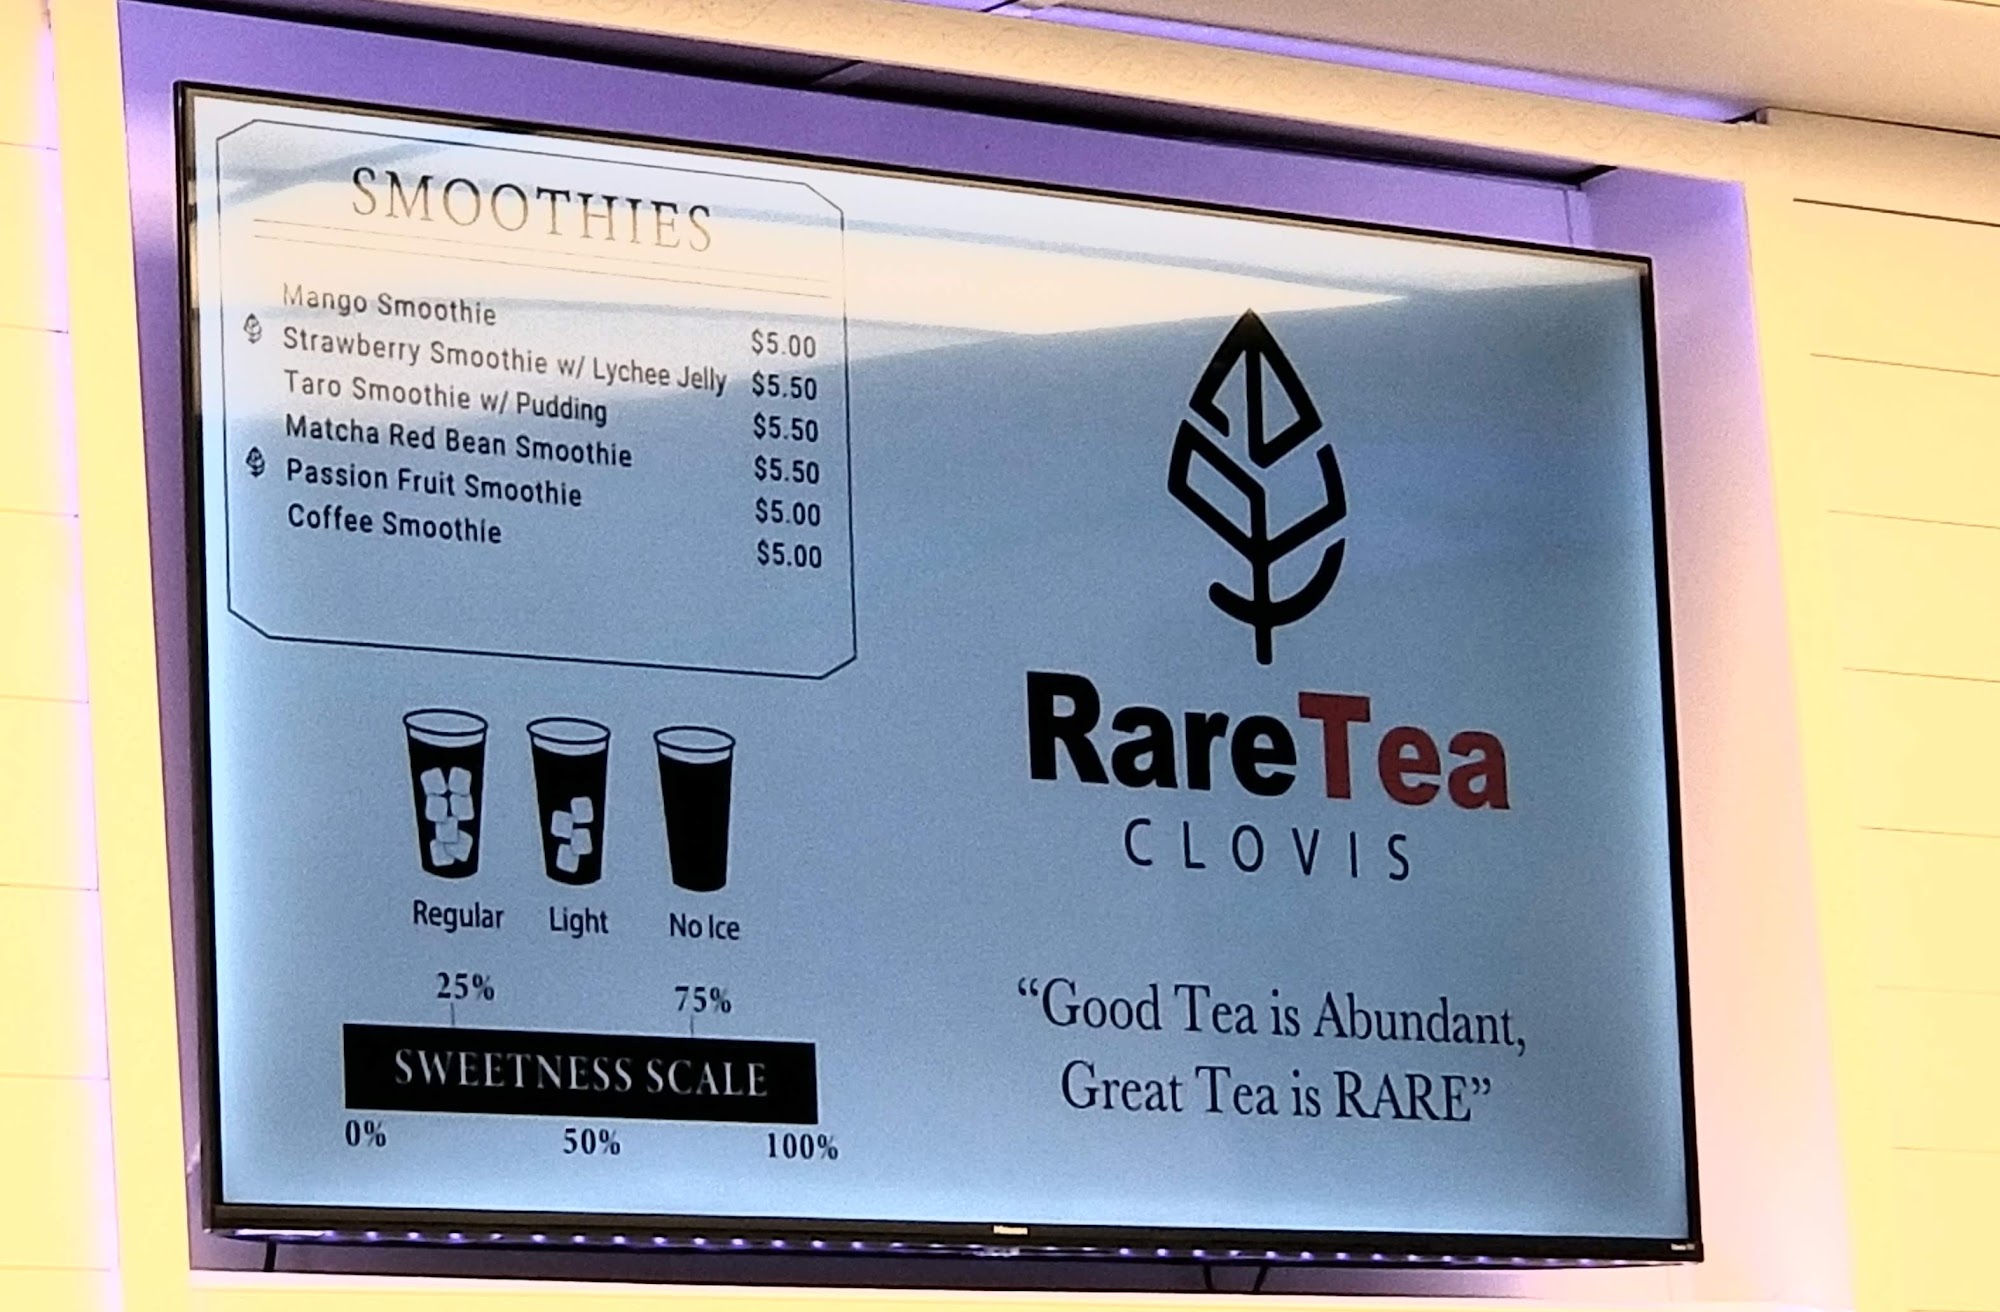 SMOOTHIES
Mango Smoothie $5.00
Strawberry Smoothie w/ Lychee Jelly $5.50
Taro Smoothie w/ Pudding $5.50
Matcha Red Bean Smoothie $5.50
Passion Fruit Smoothie $5.00
Coffee Smoothie $5.00
Regular Light No Ice
25% 75%
SWEETNESS SCALE
0% 50% 100%
RareTea
CLOVIS
“Good Tea is Abundant,
Great Tea is RARE”
Hisense